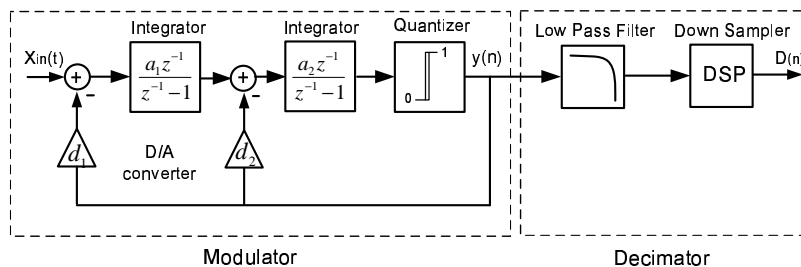 Integrator
Integrator
Quantizer
Low Pass Filter
Down Sampler
Xin(t)
+
-
a₁z⁻¹
z⁻¹-1
+
-
a₂z⁻¹
z⁻¹-1
1
0
y(n)
DSP
D(n)
d₁
D/A
converter
d₂
Modulator
Decimator